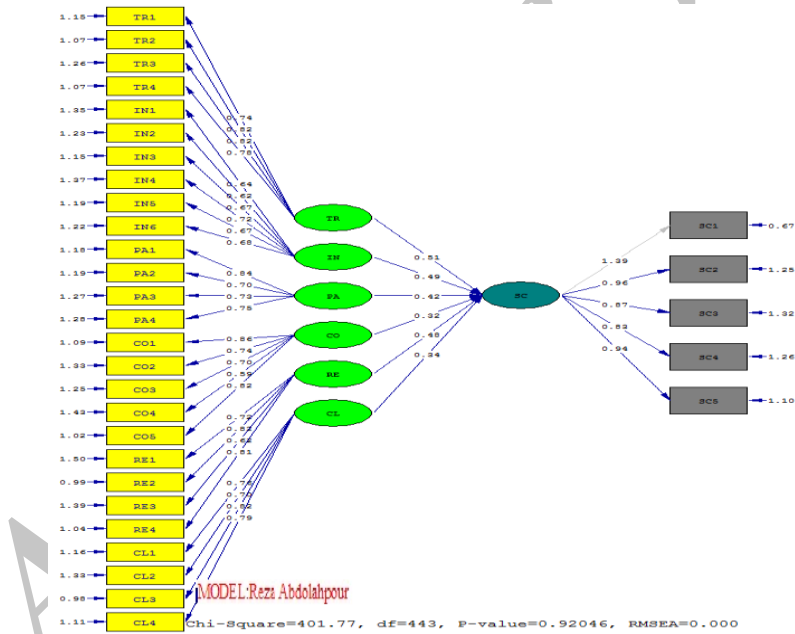 1.18 TR1
1.07 TR2
1.26 TR3
1.07 TR4
1.35 IN1
1.23 IN2
1.15 IN3
1.37 IN4
1.19 IN5
1.22 IN6
1.18 PA1
1.19 PA2
1.27 PA3
1.28 PA4
1.09 CO1
1.33 CO2
1.25 CO3
1.43 CO4
1.02 CO5
1.50 RE1
0.99 RE2
1.39 RE3
1.04 RE4
1.16 CL1
1.33 CL2
0.98 CL3
1.11 CL4
0.74
0.82
0.82
0.78
0.64
0.62
0.67
0.72
0.67
0.68
0.84
0.70
0.73
0.75
0.86
0.74
0.70
0.59
0.82
0.72
0.83
0.62
0.81
0.70
0.82
0.79
TR
IN
PA
CO
RE
CL
0.51
0.49
0.42
0.32
0.48
0.34
SC
1.39
0.96
0.87
0.83
0.94
SC1 0.67
SC2 1.25
SC3 1.32
SC4 1.26
SC5 1.10
MODEL:Reza Abdolahpour
Chi-Square=401.77, df=443, P-value=0.92046, RMSEA=0.000